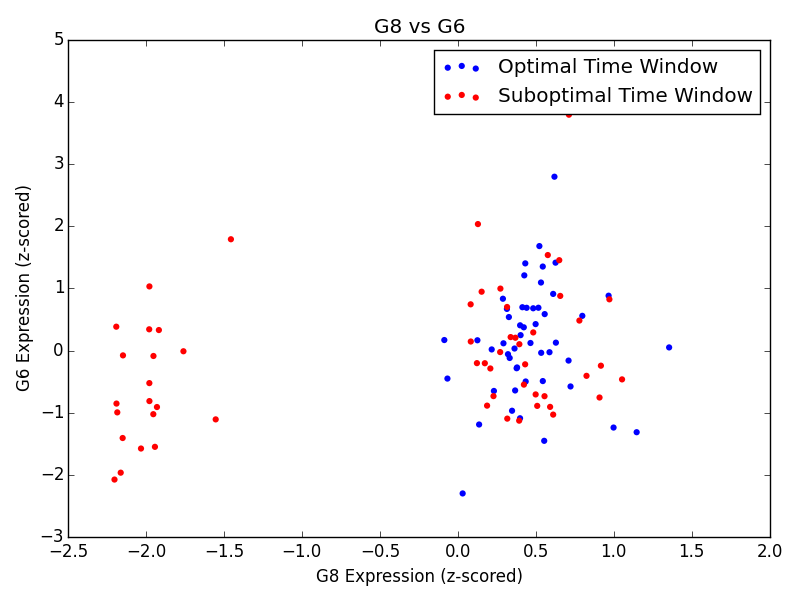 G8 vs G6
Optimal Time Window
Suboptimal Time Window
5
4
3
2
1
0
−1
−2
−3
G6 Expression (z-scored)
−2.5 −2.0 −1.5 −1.0 −0.5 0.0 0.5 1.0 1.5 2.0
G8 Expression (z-scored)